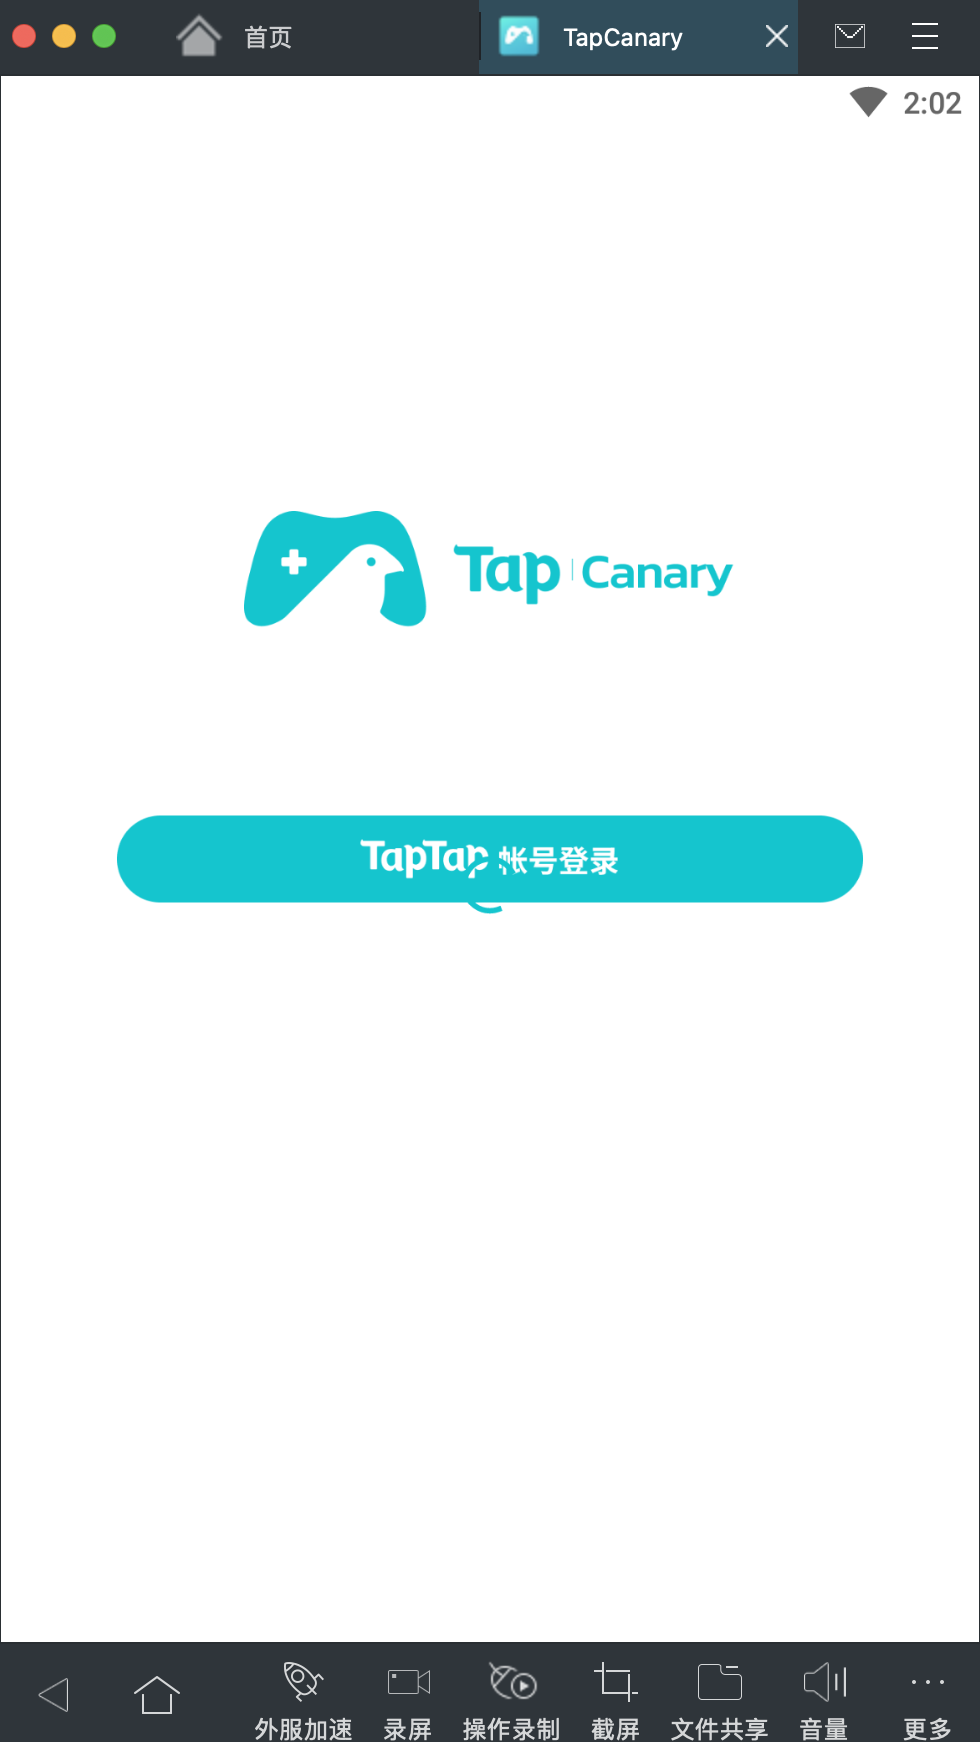 首页
TapCanary
2:02
Tap Canary
TapTap 帐号登录
外服加速
录屏
操作录制
截屏
文件共享
音量
更多